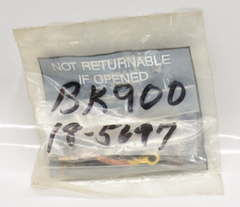 NOT RETURNABLE
IF OPENED
BK900
18-5697